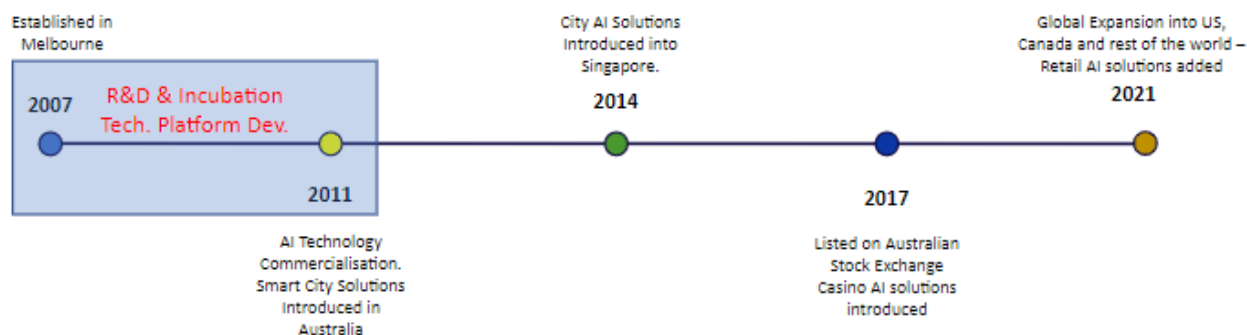 Established in
Melbourne
2007
R&D & Incubation
Tech. Platform Dev.
2011
AI Technology
Commercialisation.
Smart City Solutions
Introduced in
Australia
City AI Solutions
Introduced into
Singapore.
2014
2017
Listed on Australian
Stock Exchange
Casino AI solutions
introduced
Global Expansion into US,
Canada and rest of the world –
Retail AI solutions added
2021